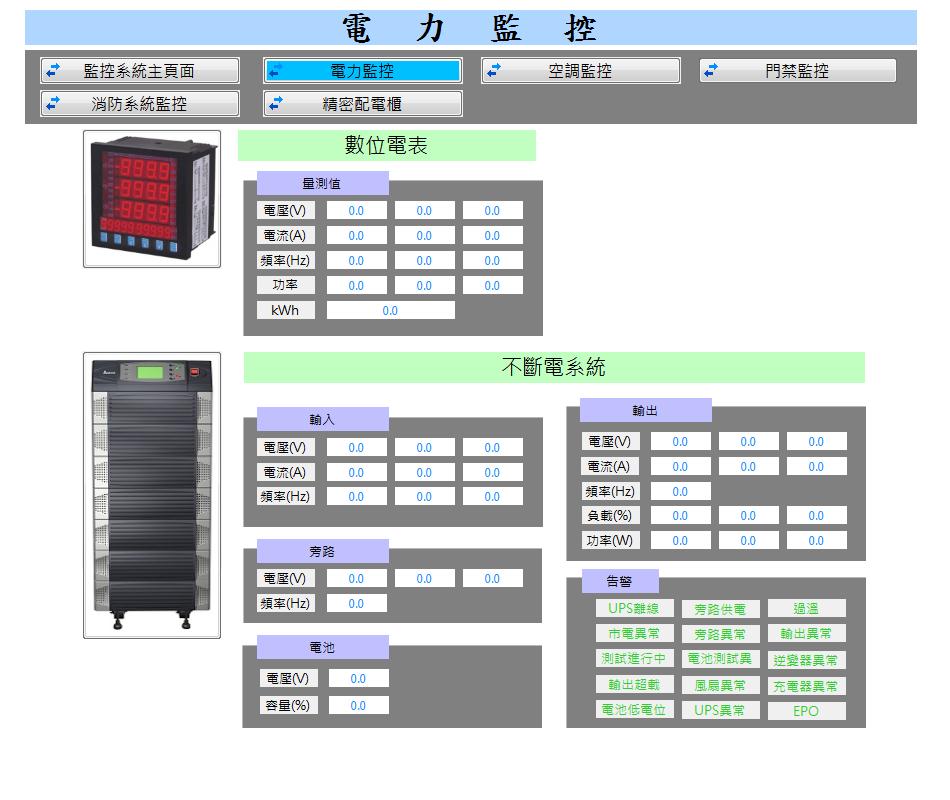 電力監控
監控系統主頁面 電力監控 空調監控 門禁監控
消防系統監控 精密配電櫃
數位電表
量測值
電壓(V) 0.0 0.0 0.0
電流(A) 0.0 0.0 0.0
頻率(Hz) 0.0 0.0 0.0
功率 0.0 0.0 0.0
kWh 0.0
不斷電系統
輸入
電壓(V) 0.0 0.0 0.0
電流(A) 0.0 0.0 0.0
頻率(Hz) 0.0 0.0 0.0
旁路
電壓(V) 0.0 0.0 0.0
頻率(Hz) 0.0
電池
電壓(V) 0.0
容量(%) 0.0
輸出
電壓(V) 0.0 0.0 0.0
電流(A) 0.0 0.0 0.0
頻率(Hz) 0.0
負載(%) 0.0 0.0 0.0
功率(W) 0.0 0.0 0.0
告警
UPS離線 旁路供電 過溫
市電異常 旁路異常 輸出異常
測試進行中 電池測試異 逆變器異常
輸出超載 風扇異常 充電器異常
電池低電位 UPS異常 EPO